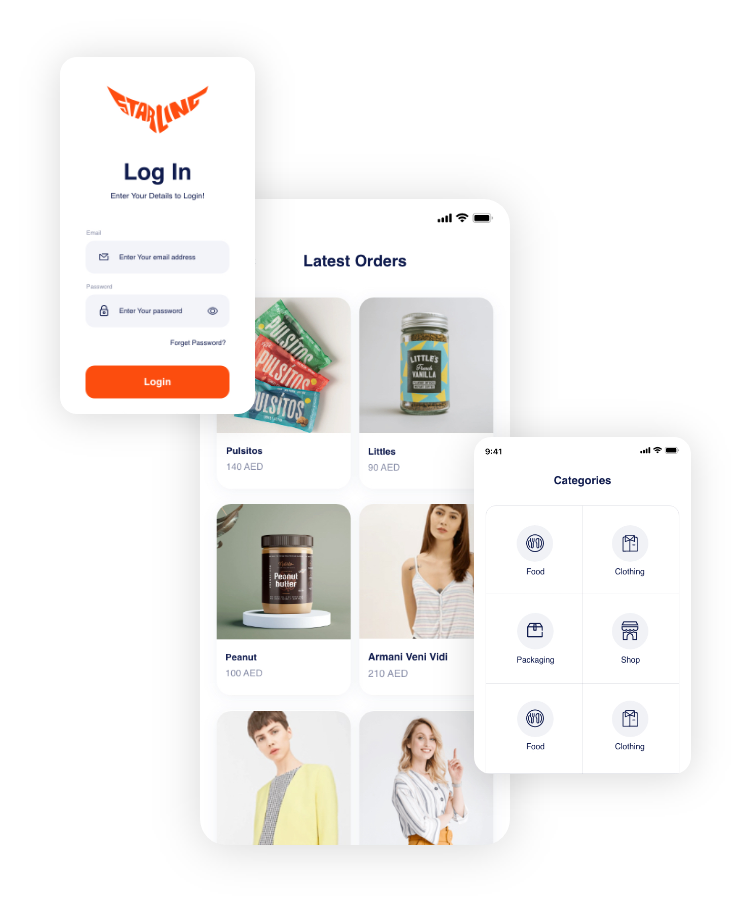 STARLING
Log In
Enter Your Details to Login!
Email
Enter Your email address
Password
Enter Your password
Forget Password?
Login
Latest Orders
PULSITOS
PULSITOS
PULSITOS
LITTLE'S
French
VANILLA
Pulsitos
140 AED
Littles
90 AED
Peanut
butter
Peanut
100 AED
Armani Veni Vidi
210 AED
9:41
Categories
Food
Clothing
Packaging
Shop
Food
Clothing